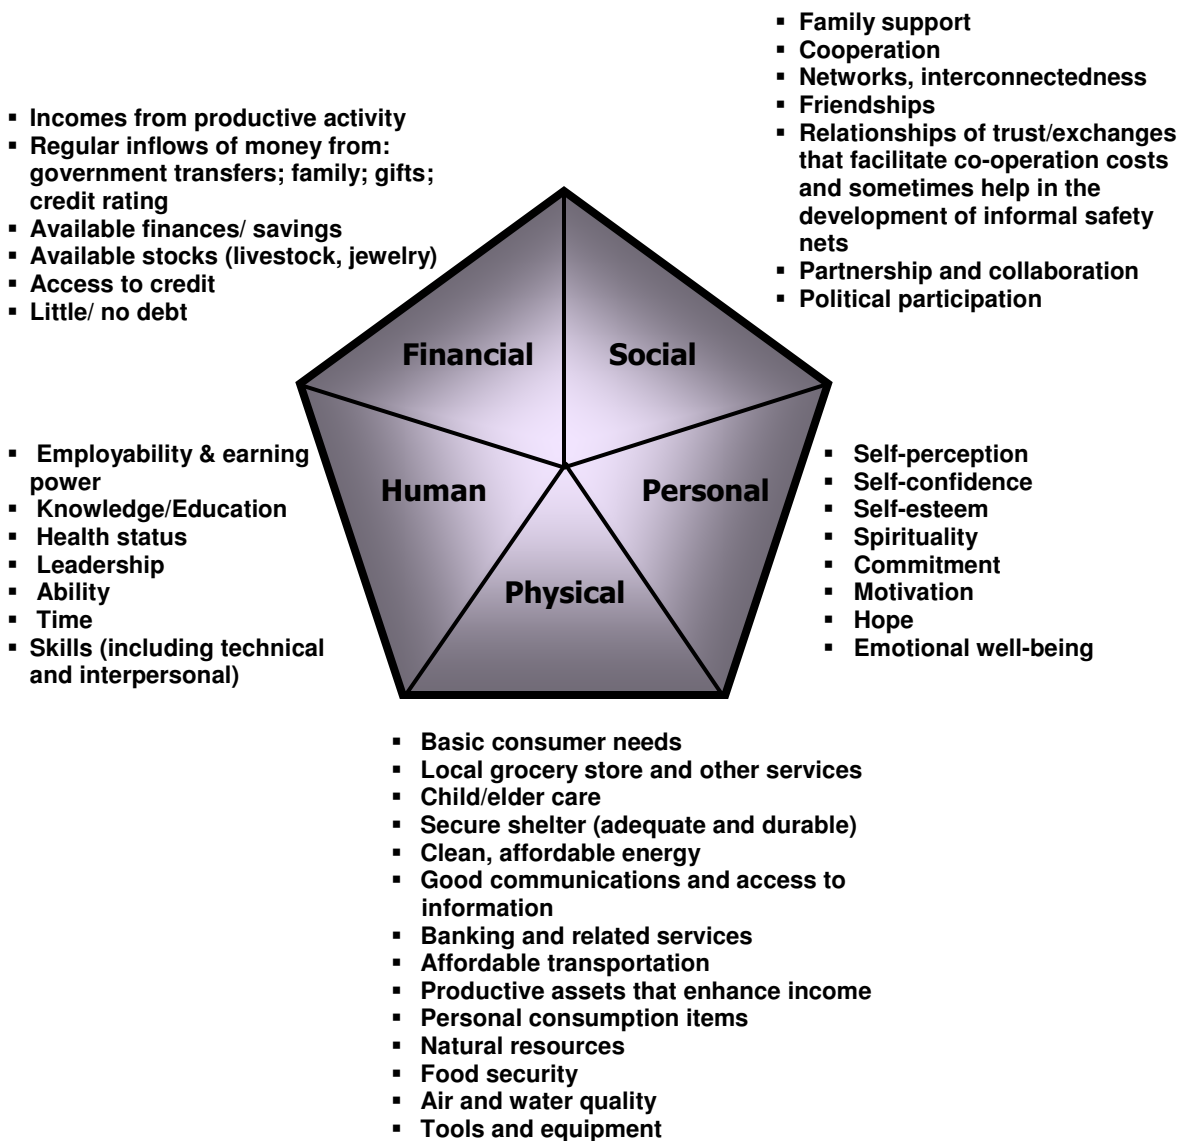 ▪ Family support
▪ Cooperation
▪ Networks, interconnectedness
▪ Friendships
▪ Relationships of trust/exchanges
that facilitate co-operation costs
and sometimes help in the
development of informal safety
nets
▪ Partnership and collaboration
▪ Political participation
▪ Incomes from productive activity
▪ Regular inflows of money from:
government transfers; family; gifts;
credit rating
▪ Available finances/ savings
▪ Available stocks (livestock, jewelry)
▪ Access to credit
▪ Little/ no debt
Financial
Social
Human
Personal
Physical
▪ Employability & earning
power
▪ Knowledge/Education
▪ Health status
▪ Leadership
▪ Ability
▪ Time
▪ Skills (including technical
and interpersonal)
▪ Self-perception
▪ Self-confidence
▪ Self-esteem
▪ Spirituality
▪ Commitment
▪ Motivation
▪ Hope
▪ Emotional well-being
▪ Basic consumer needs
▪ Local grocery store and other services
▪ Child/elder care
▪ Secure shelter (adequate and durable)
▪ Clean, affordable energy
▪ Good communications and access to
information
▪ Banking and related services
▪ Affordable transportation
▪ Productive assets that enhance income
▪ Personal consumption items
▪ Natural resources
▪ Food security
▪ Air and water quality
▪ Tools and equipment